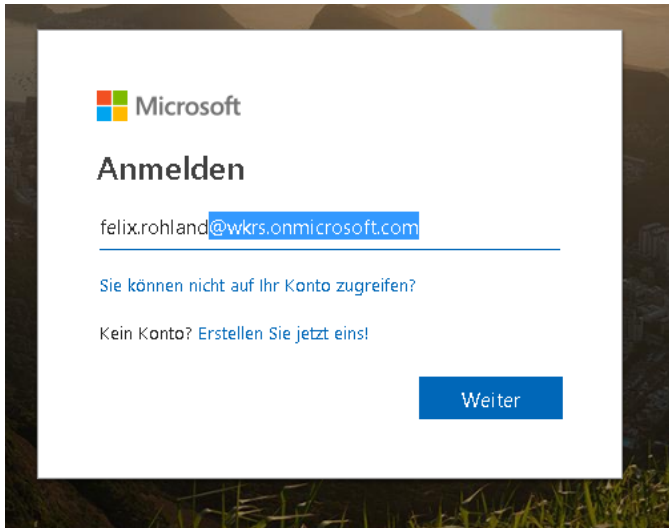 Microsoft
Anmelden
felix.rohland@wkrs.onmicrosoft.com
Sie können nicht auf Ihr Konto zugreifen?
Kein Konto? Erstellen Sie jetzt eins!
Weiter